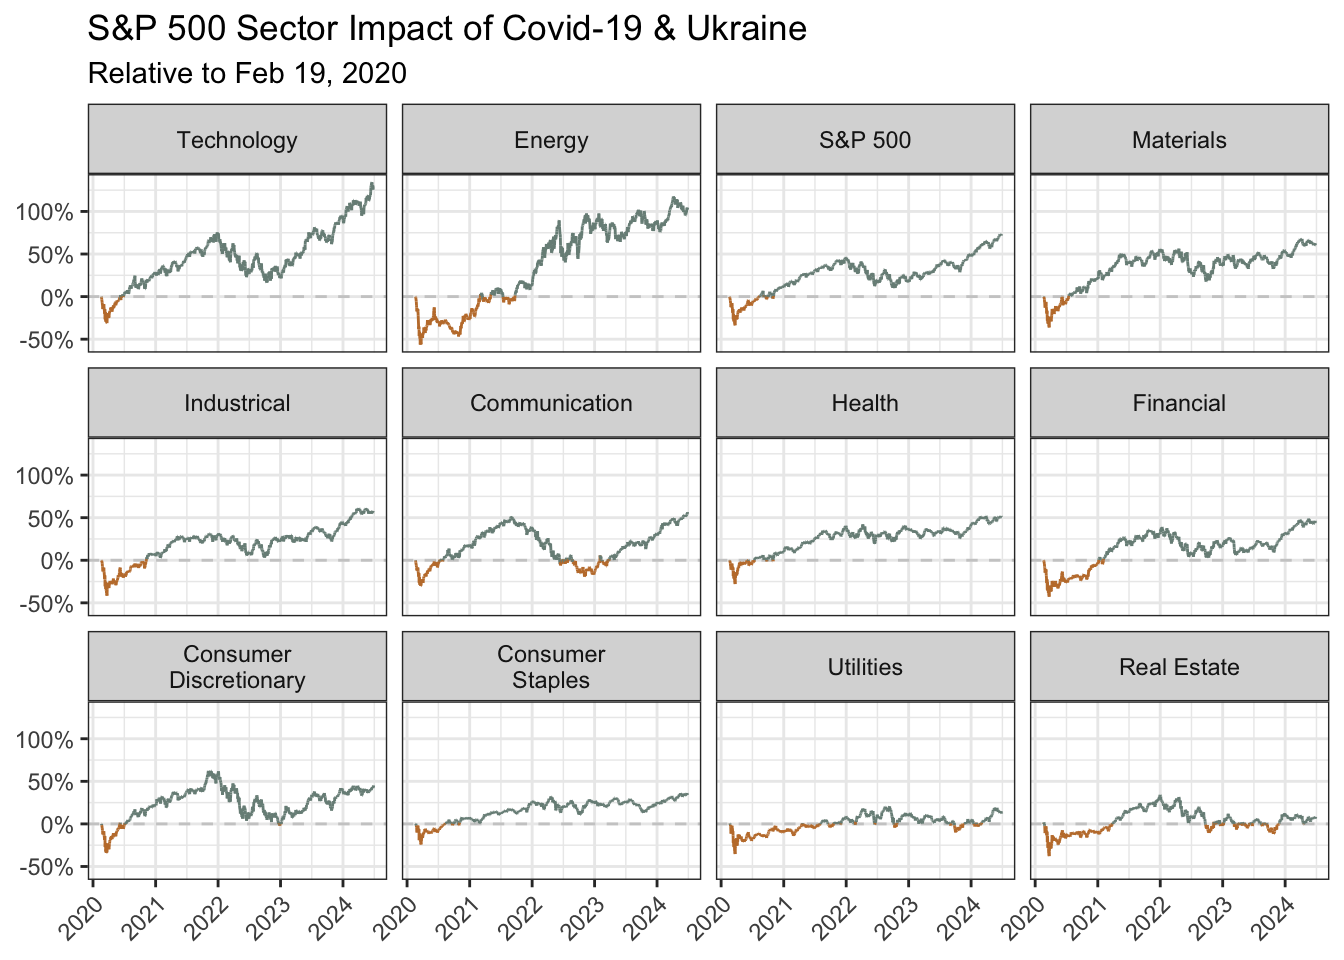 S&P 500 Sector Impact of Covid-19 & Ukraine
Relative to Feb 19, 2020
Technology
Energy
S&P 500
Materials
100%
50%
0%
-50%
Industrical
Communication
Health
Financial
100%
50%
0%
-50%
Consumer
Discretionary
Consumer
Staples
Utilities
Real Estate
100%
50%
0%
-50%
2020 2021 2022 2023 2024
2020 2021 2022 2023 2024
2020 2021 2022 2023 2024
2020 2021 2022 2023 2024